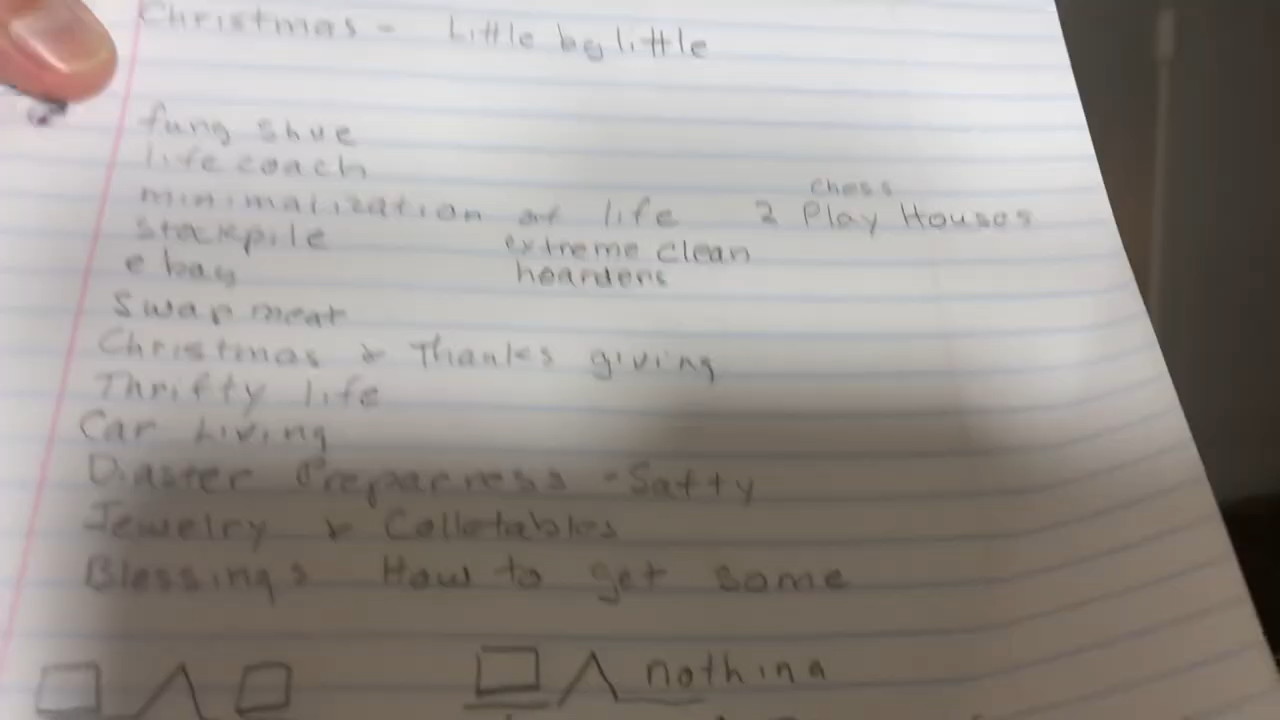 Christmas - Little by little
fung shue
life coach
chess
minimalization of life 2 Play Houses
stockpile extreme clean
ebay hoarders
swap meat
Christmas & Thanks giving
Thrifty life
Car Living
Diaster Preparness - Safty
Jewelry & Colletables
Blessings How to get some
nothing